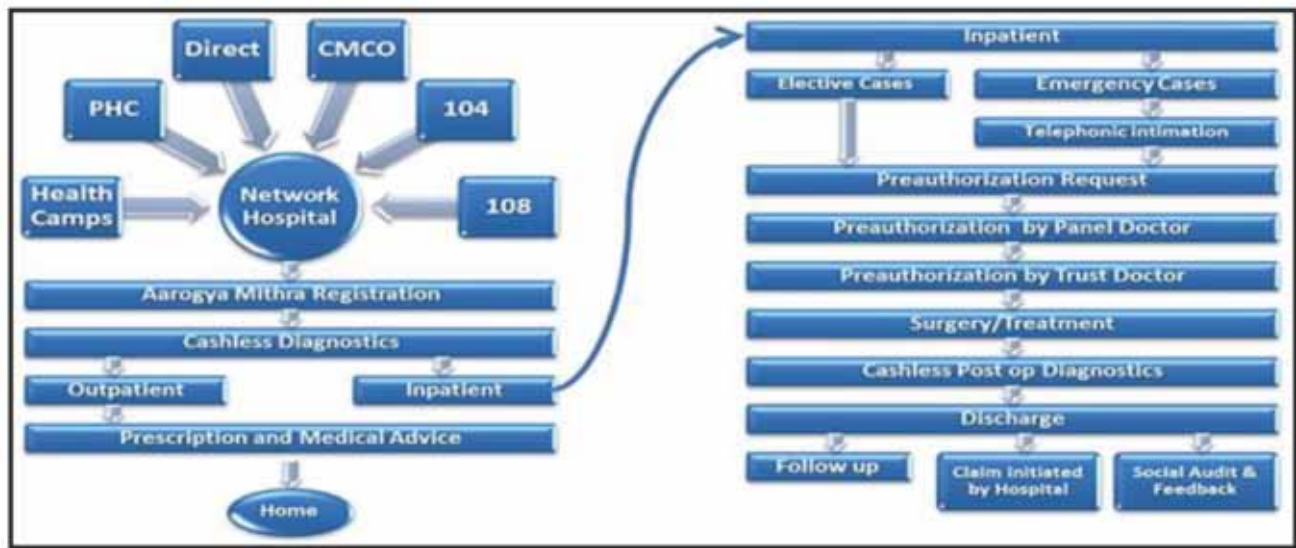 Direct
CMCO
PHC
104
Health
Camps
Network
Hospital
108
Aarogya Mithra Registration
Cashless Diagnostics
Outpatient
Inpatient
Prescription and Medical Advice
Home
Inpatient
Elective Cases
Emergency Cases
Telephonic intimation
Preauthorization Request
Preauthorization by Panel Doctor
Preauthorization by Trust Doctor
Surgery/Treatment
Cashless Post op Diagnostics
Discharge
Follow up
Claim Initiated
by Hospital
Social Audit &
Feedback